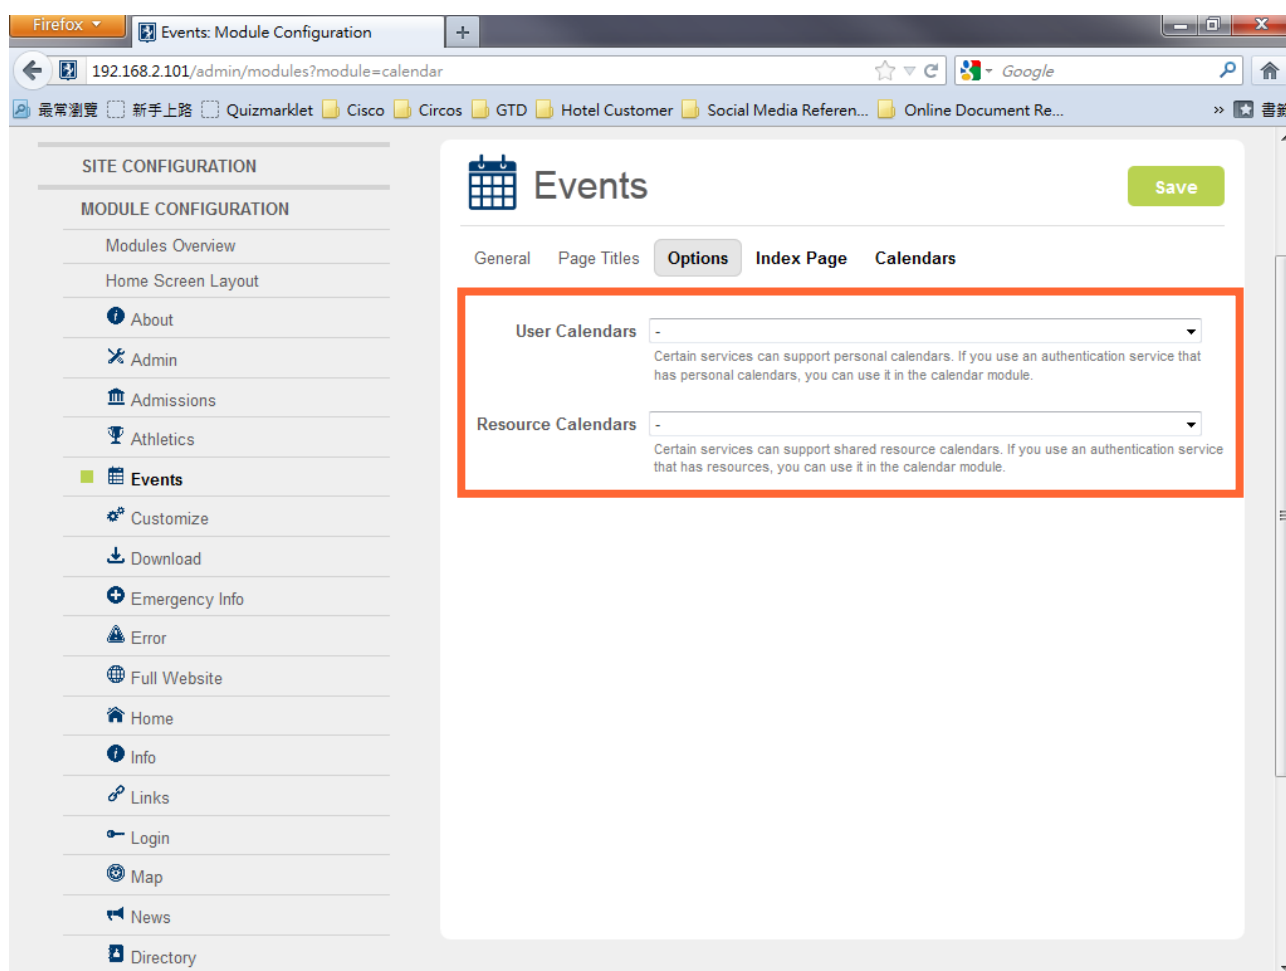 Firefox
Events: Module Configuration
192.168.2.101/admin/modules?module=calendar
Google
最常瀏覽 新手上路 Quizmarklet Cisco Circos GTD Hotel Customer Social Media Referen... Online Document Re... » 書籤
SITE CONFIGURATION
MODULE CONFIGURATION
Modules Overview
Home Screen Layout
About
Admin
Admissions
Athletics
Events
Customize
Download
Emergency Info
Error
Full Website
Home
Info
Links
Login
Map
News
Directory
Events
Save
General Page Titles Options Index Page Calendars
User Calendars -
Certain services can support personal calendars. If you use an authentication service that
has personal calendars, you can use it in the calendar module.
Resource Calendars -
Certain services can support shared resource calendars. If you use an authentication service
that has resources, you can use it in the calendar module.